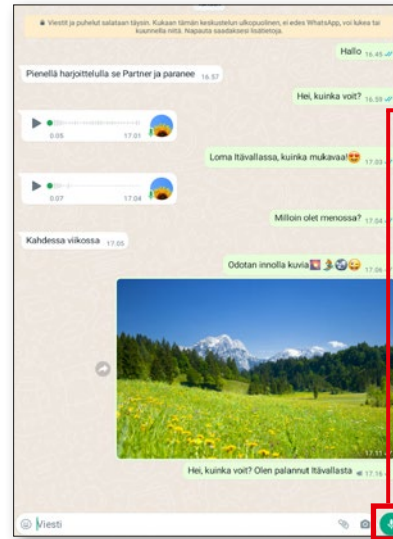 Viestit ja puhelut salataan täysin. Kukaan tämän keskustelun ulkopuolinen, ei edes WhatsApp, voi lukea tai
kuunnella niitä. Napauta saadaksesi lisätietoja.
Hallo 16.45
Pienellä harjoittelulla se Partner ja paranee 16.57
Hei, kuinka voit? 16.59
0:05 17.01
Loma Itävallassa, kuinka mukavaa!😍 17.03
0:07 17.04
Milloin olet menossa? 17.04
Kahdessa viikossa 17.05
Odotan innolla kuvia 17.06
17.11
Hei, kuinka voit? Olen palannut Itävallasta 17.16
Viesti